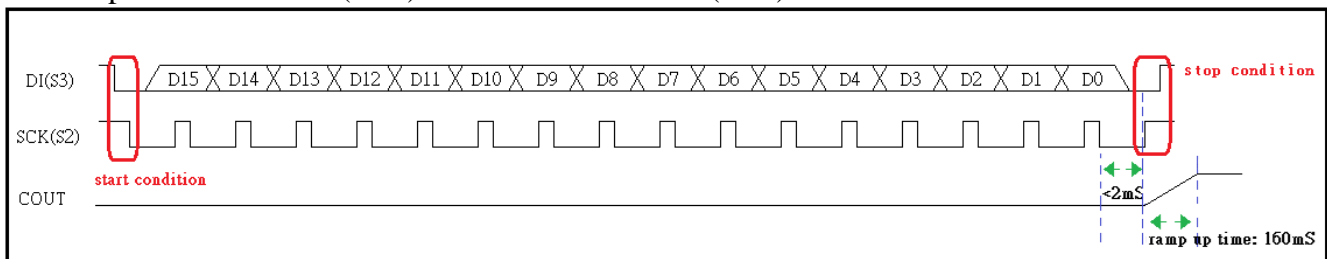 DI(S3) D15 D14 D13 D12 D11 D10 D9 D8 D7 D6 D5 D4 D3 D2 D1 D0 stop condition
SCK(S2)
start condition
COUT
<2mS
ramp up time: 160mS